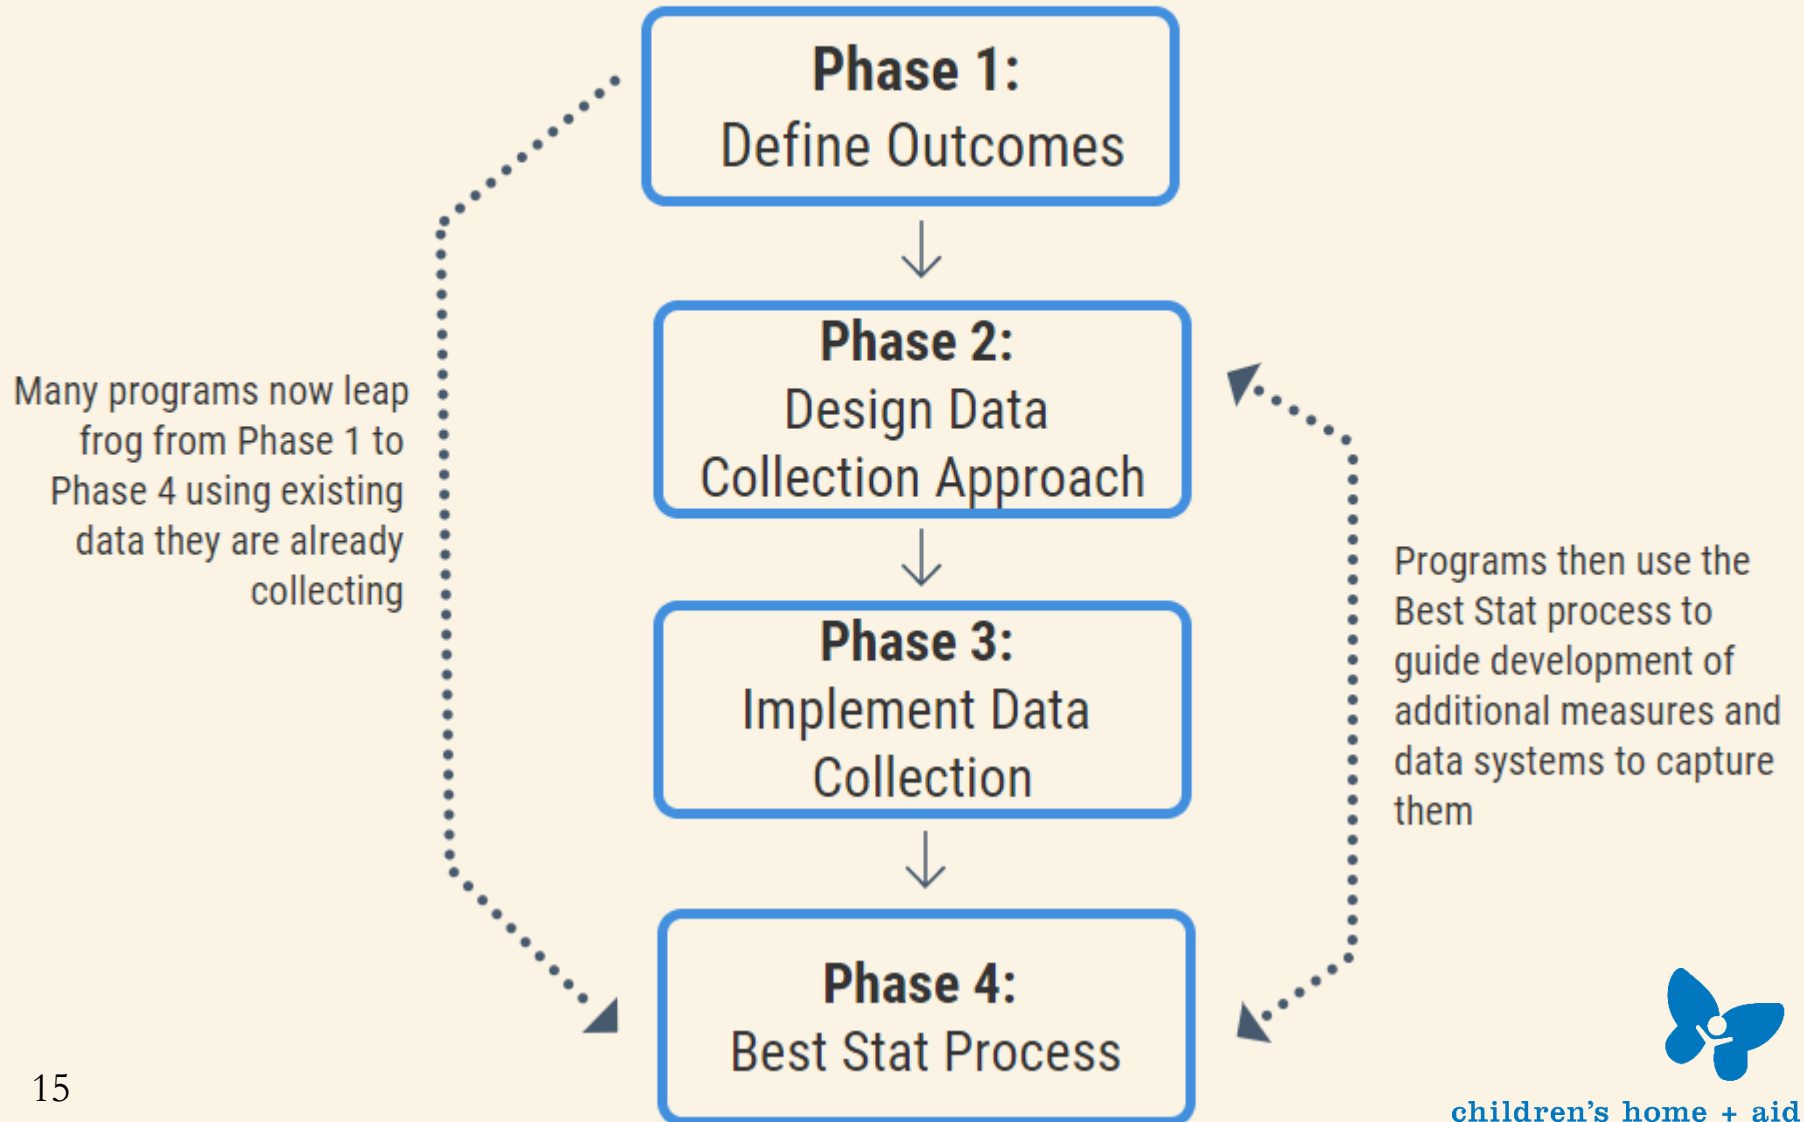 Phase 1:
Define Outcomes
Phase 2:
Design Data
Collection Approach
Phase 3:
Implement Data
Collection
Phase 4:
Best Stat Process
Many programs now leap
frog from Phase 1 to
Phase 4 using existing
data they are already
collecting
Programs then use the
Best Stat process to
guide development of
additional measures and
data systems to capture
them
15
children's home + aid